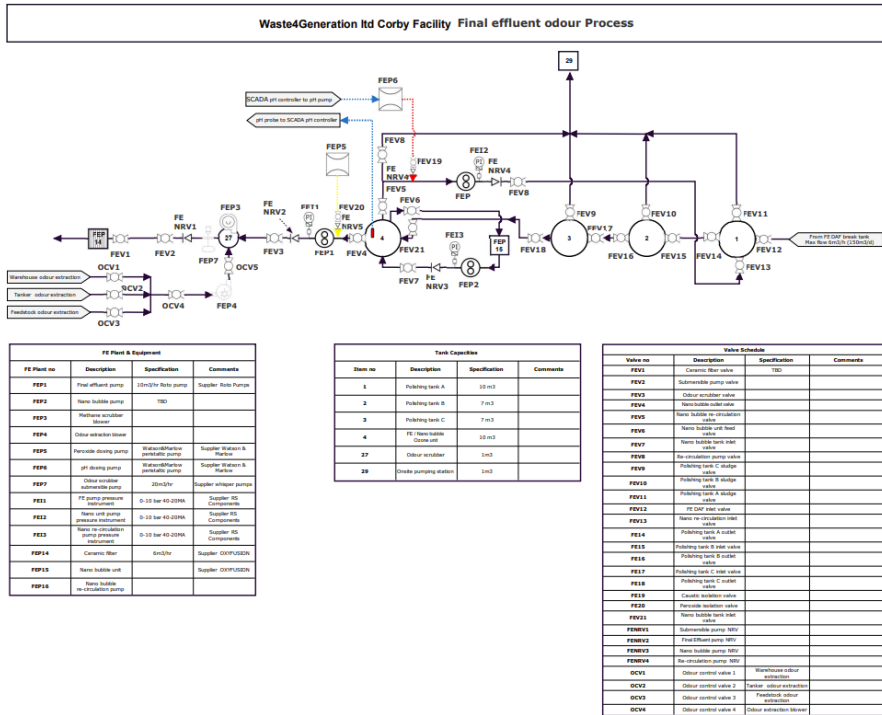 Waste4Generation ltd Corby Facility Final effluent odour Process
29
FEP6
SCADA pH controller to pH pump
pH probe to SCADA pH controller
FEV8
FEP5
FEV19
FEI2
FE
NRV4
FE
NRV4
FEP
FEV8
FEV5
FEV6
FEP3
FE
NRV1
FE
NRV2
FEI1
FEV20
FE
NRV5
FEI3
FEP
15
FEV9
FEV10
FEV11
FEP
14
27
4
3
2
1
From FE DAF break tank
Max flow 6m3/h (150m3/d)
FEV1
FEV2
FEP7
FEV3
FEP1
FEV4
FEV21
FEV18
FEV17
FEV16
FEV15
FEV14
FEV12
FEV13
OCV1
OCV5
FEV7
FE
NRV3
FEP2
Warehouse odour extraction
OCV2
Tanker odour extraction
OCV4
FEP4
Feedstock odour extraction
OCV3
FE Plant & Equipment
FE Plant no Description Specification Comments
FEP1 Final effluent pump 10m3/hr Roto pump Supplier Roto Pumps
FEP2 Nano bubble pump TBD
FEP3 Methane scrubber blower
FEP4 Odour extraction blower
FEP5 Peroxide dosing pump Watson&Marlow peristaltic pump Supplier Watson & Marlow
FEP6 pH dosing pump Watson&Marlow peristaltic pump Supplier Watson & Marlow
FEP7 Odour scrubber submersible pump 20m3/hr Supplier whisper pumps
FEI1 FE pump pressure instrument 0-10 bar 40-20MA Supplier RS Components
FEI2 Nano unit pump pressure instrument 0-10 bar 40-20MA Supplier RS Components
FEI3 Nano re-circulation pump pressure instrument 0-10 bar 40-20MA Supplier RS Components
FEP14 Ceramic filter 6m3/hr Supplier OXYFUSION
FEP15 Nano bubble unit Supplier OXYFUSION
FEP16 Nano bubble re-circulation pump
Tank Capacities
Item no Description Specification Comments
1 Polishing tank A 10 m3
2 Polishing tank B 7 m3
3 Polishing tank C 7 m3
4 FE / Nano bubble Ozone unit 10 m3
27 Odour scrubber 1m3
29 Onsite pumping station 1m3
Valve Schedule
Valve no Description Specification Comments
FEV1 Ceramic filter valve TBD
FEV2 Submersible pump valve
FEV3 Odour scrubber valve
FEV4 Nano bubble outlet valve
FEV5 Nano bubble re-circulation valve
FEV6 Nano bubble unit feed valve
FEV7 Nano bubble tank inlet valve
FEV8 Re-circulation pump valve
FEV9 Polishing tank C sludge valve
FEV10 Polishing tank B sludge valve
FEV11 Polishing tank A sludge valve
FEV12 FE DAF inlet valve
FEV13 Nano re-circulation inlet valve
FE14 Polishing tank A outlet valve
FE15 Polishing tank B inlet valve
FE16 Polishing tank B outlet valve
FE17 Polishing tank C inlet valve
FE18 Polishing tank C outlet valve
FE19 Caustic isolation valve
FE20 Peroxide isolation valve
FEV21 Nano bubble tank inlet valve
FENRV1 Submersible pump NRV
FENRV2 Final Effluent pump NRV
FENRV3 Nano bubble pump NRV
FENRV4 Re-circulation pump NRV
OCV1 Odour control valve 1 Warehouse odour extraction
OCV2 Odour control valve 2 Tanker odour extraction
OCV3 Odour control valve 3 Feedstock odour extraction
OCV4 Odour control valve 4 Odour extraction blower